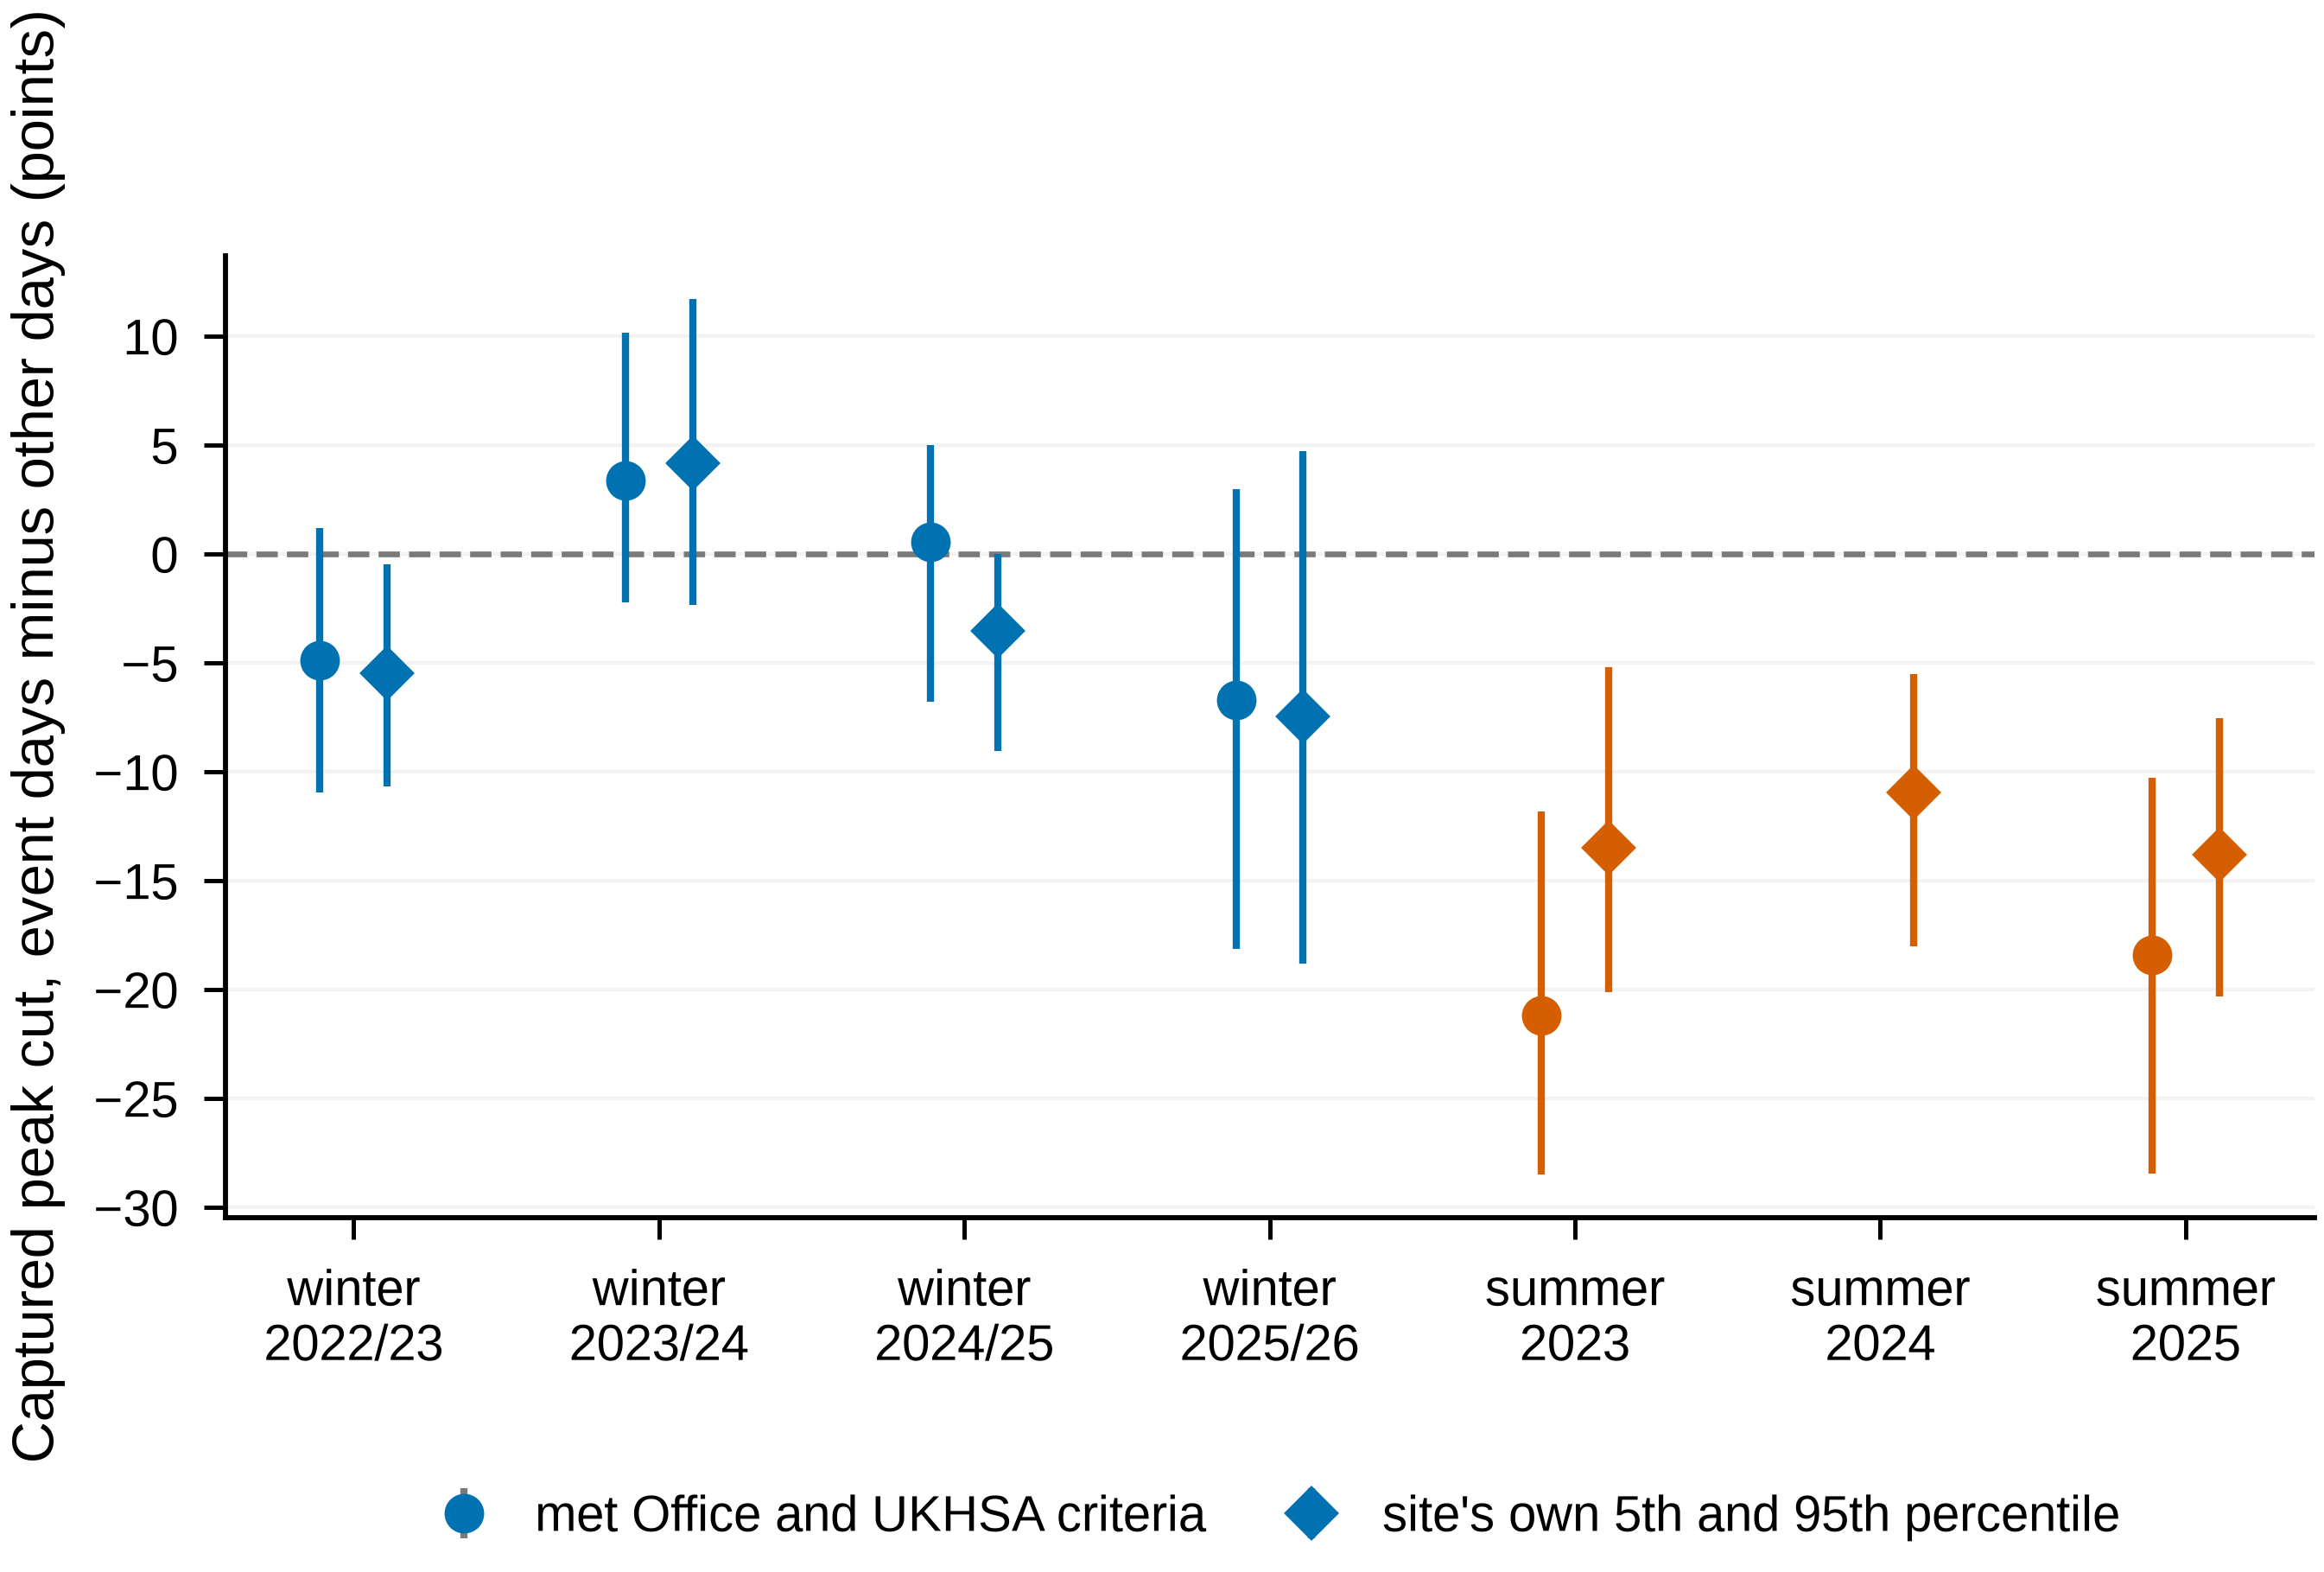 Captured peak cut, event days minus other days (points)
10
5
0
−5
−10
−15
−20
−25
−30
winter
2022/23
winter
2023/24
winter
2024/25
winter
2025/26
summer
2023
summer
2024
summer
2025
met Office and UKHSA criteria
site's own 5th and 95th percentile